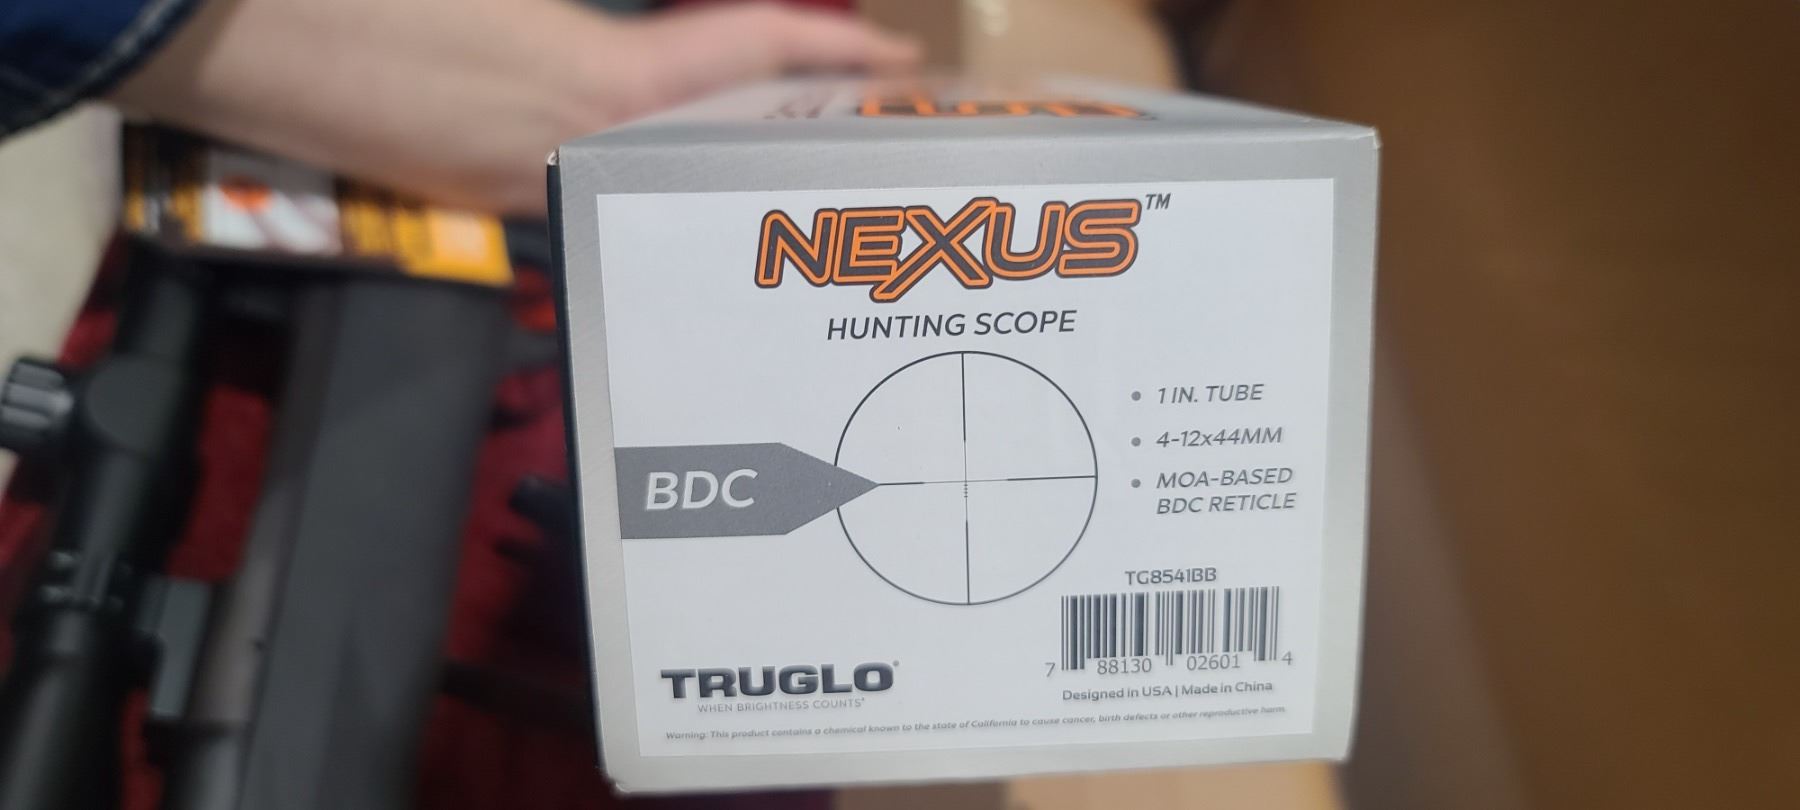 NEXUS™
HUNTING SCOPE
• 1 IN. TUBE
• 4-12x44MM
• MOA-BASED
BDC RETICLE
BDC
TG8541BB
7 88130 02601 4
Designed in USA | Made in China
TRUGLO®
WHEN BRIGHTNESS COUNTS®
Warning: This product contains a chemical known to the state of California to cause cancer, birth defects or other reproductive harm.